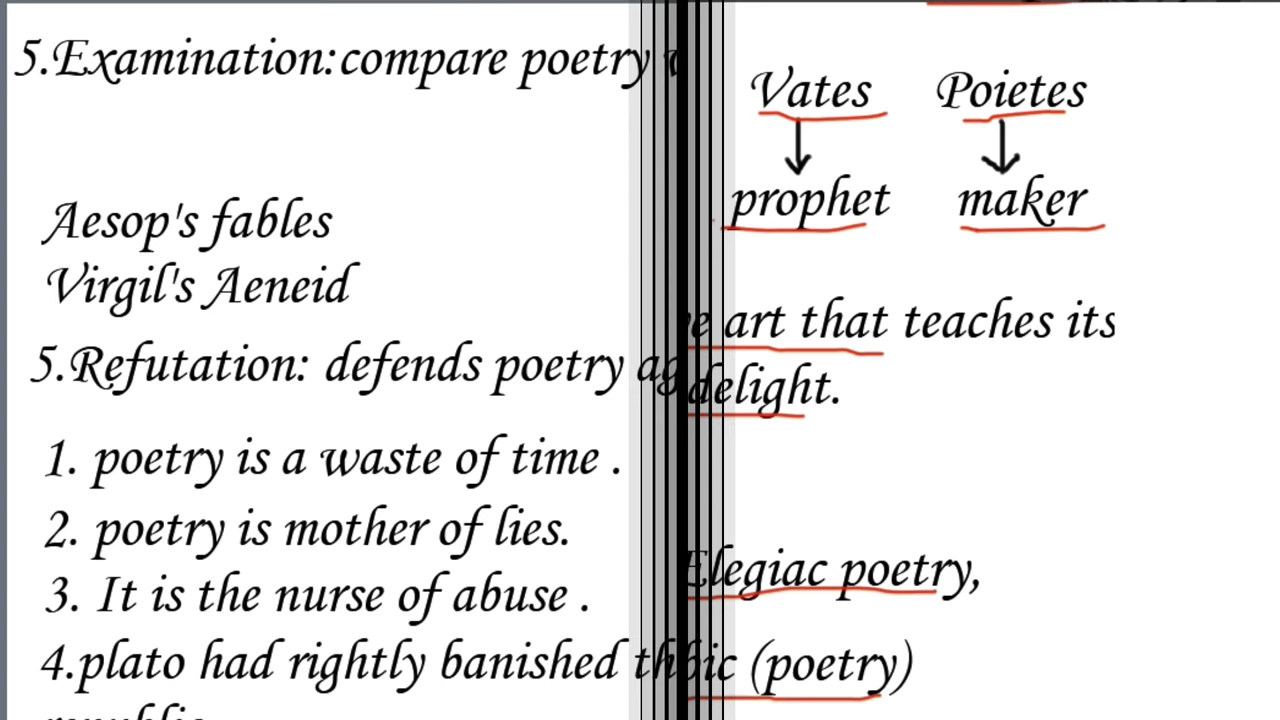 5.Examination:compare poetry
Aesop's fables
Virgil's Aeneid
5.Refutation: defends poetry
1. poetry is a waste of time .
2. poetry is mother of lies.
3. It is the nurse of abuse .
4.plato had rightly banished
Vates Poietes
prophet maker
art that teaches its
delight.
Elegiac poetry,
(poetry)